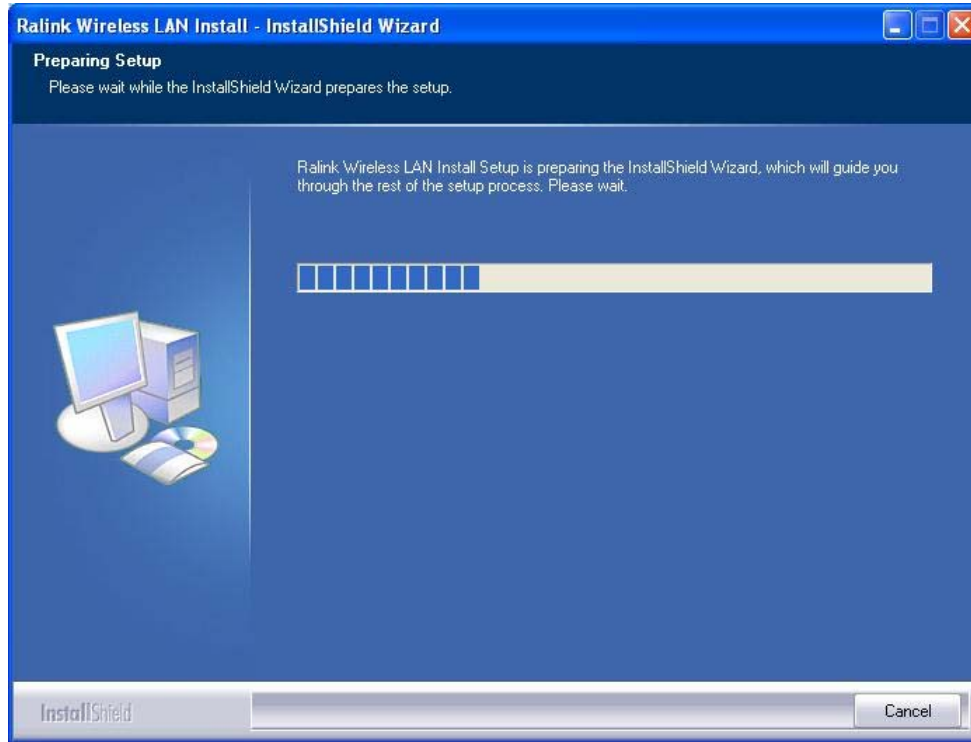 Ralink Wireless LAN Install - InstallShield Wizard
Preparing Setup
Please wait while the InstallShield Wizard prepares the setup.
Ralink Wireless LAN Install Setup is preparing the InstallShield Wizard, which will guide you
through the rest of the setup process. Please wait.
InstallShield
Cancel